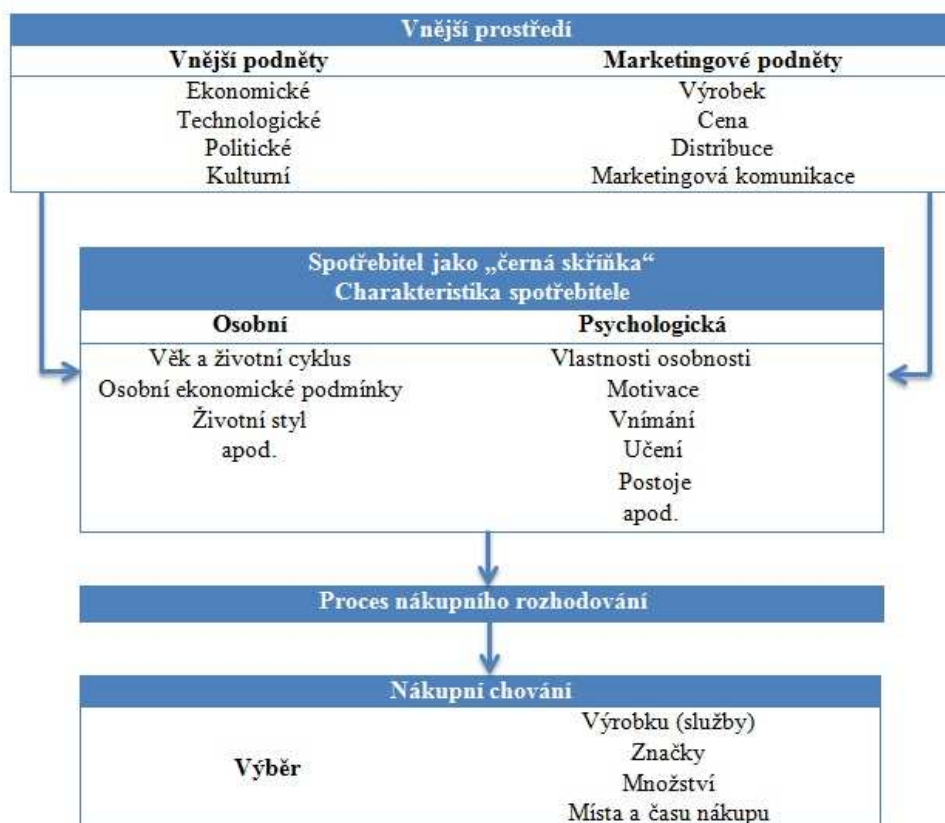 Vnější prostředí
Vnější podněty Marketingové podněty
Ekonomické Výrobek
Technologické Cena
Politické Distribuce
Kulturní Marketingová komunikace
Spotřebitel jako „černá skříňka“
Charakteristika spotřebitele
Osobní Psychologická
Věk a životní cyklus Vlastnosti osobnosti
Osobní ekonomické podmínky Motivace
Životní styl Vnímání
apod. Učení
Postoje
apod.
Proces nákupního rozhodování
Nákupní chování
Výběr
Výrobku (služby)
Značky
Množství
Místa a času nákupu